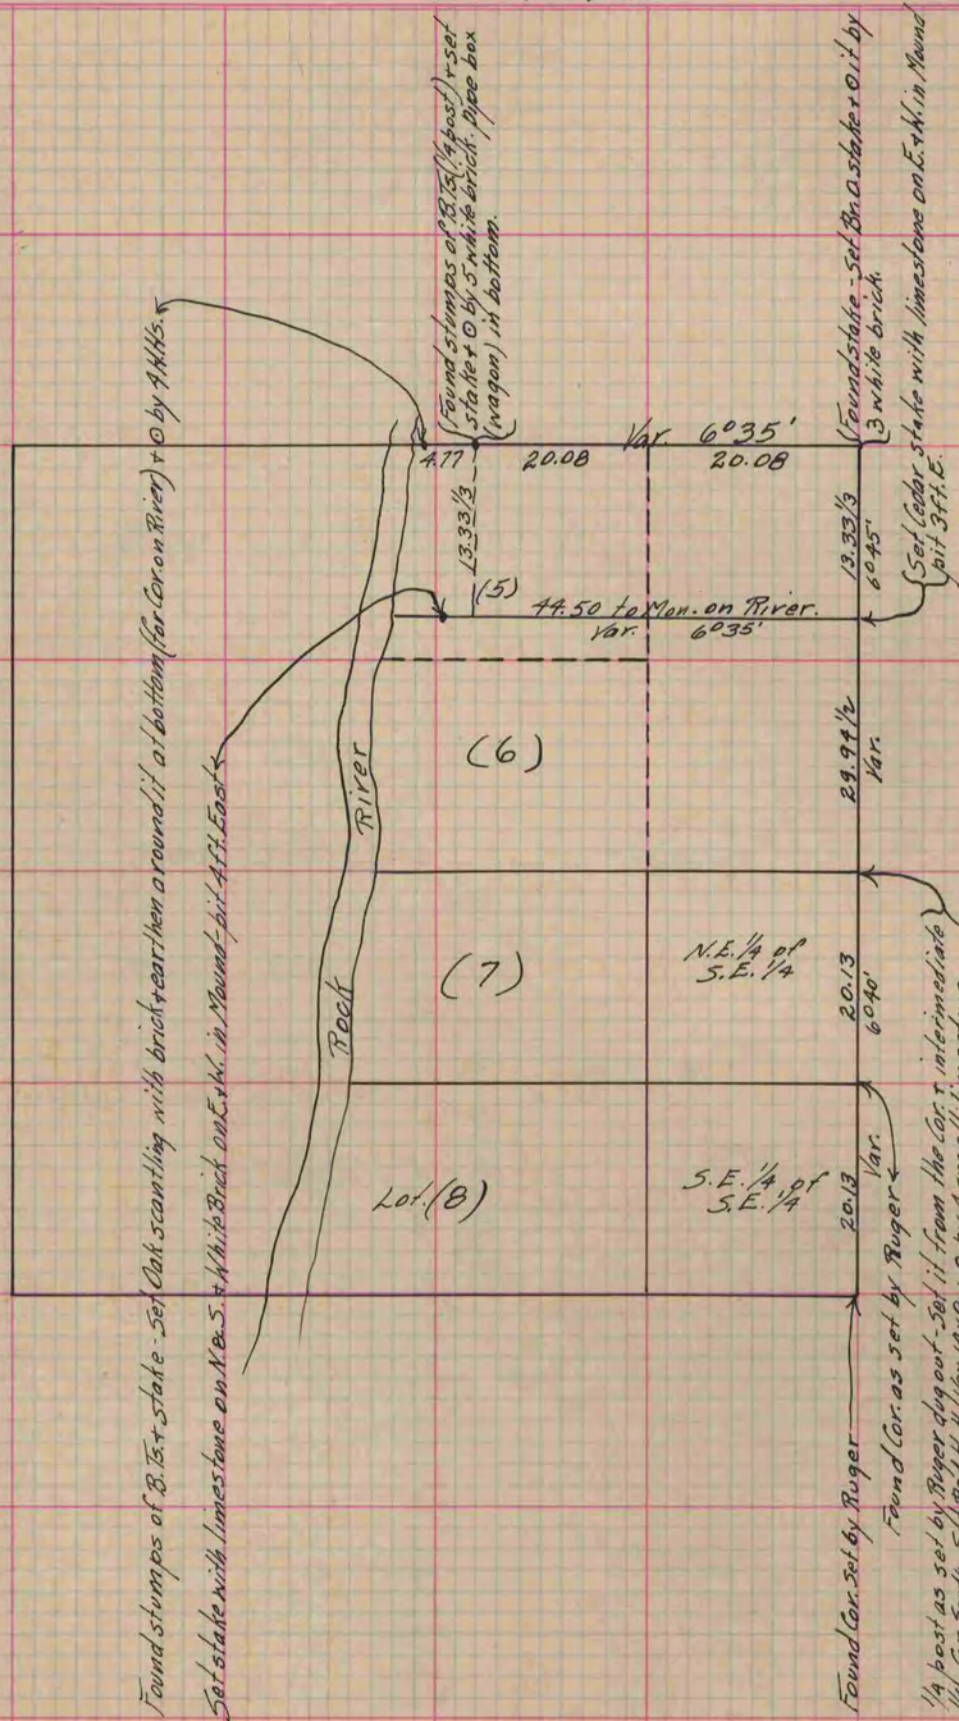 Found stumps of B.Ts. + stake - Set Oak scantling with brick + earthen around it at bottom (for Cor. on River) + ⊙ by 4 HHs.
Set stake with limestone on N. & S. + White Brick on E. + W. in Mound - pit 4 ft. East
(Found stumps of B.Ts. (1/4 post) + set
stake + ⊙ by 5 white brick. pipe box
(wagon) in bottom.
Var. 6°35'
4.77
20.08
20.08
13.33 1/3
(5)
44.50 to Mon. on River.
Var. 6°35'
(Found stake - Set Br. O. stake + ⊙ it by
3 white brick.
13.33 1/3
6°45'
Set Cedar stake with limestone on E. + W. in Mound
pit 3 ft. E.
(6)
29.94 1/2
Var.
River
Rock
(7)
N.E. 1/4 of
S.E. 1/4
20.13
6°40'
Lot. (8)
S.E. 1/4 of
S.E. 1/4
20.13
Var.
Found Cor. as set by Ruger
Found Cor. set by Ruger
1/4 post as set by Ruger dug out - Set it from the Cor. + intermediate